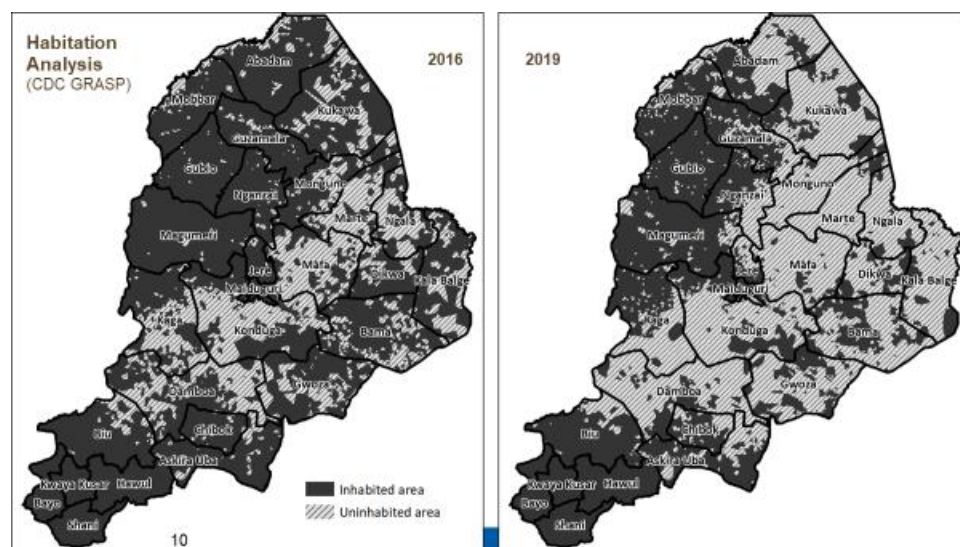 Habitation
Analysis
(CDC GRASP)
2016
Abadam
Mobbar
Kukawa
Guzamala
Gubio
Nganzai
Monguno
Marte
Ngala
Magumeri
Jere
Mafa
Dikwa
Kala Balge
Maiduguri
Kaga
Konduga
Bama
Damboa
Gwoza
Biu
Chibok
Askira Uba
Kwaya Kusar
Hawul
Bayo
Shani
Inhabited area
Uninhabited area
10
2019
Abadam
Mobbar
Kukawa
Guzamala
Gubio
Nganzai
Monguno
Marte
Ngala
Magumeri
Jere
Mafa
Dikwa
Kala Balge
Maiduguri
Kaga
Konduga
Bama
Damboa
Gwoza
Biu
Chibok
Askira Uba
Kwaya Kusar
Hawul
Bayo
Shani